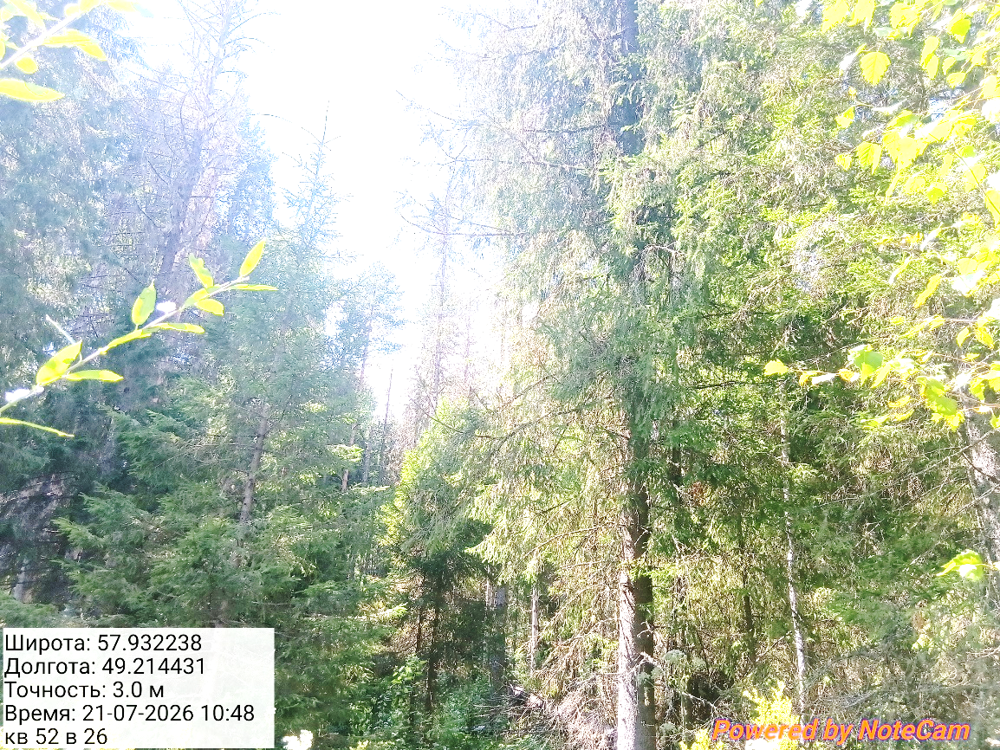 Широта: 57.932238
Долгота: 49.214431
Точность: 3.0 м
Время: 21-07-2026 10:48
кв 52 в 26
Powered by NoteCam